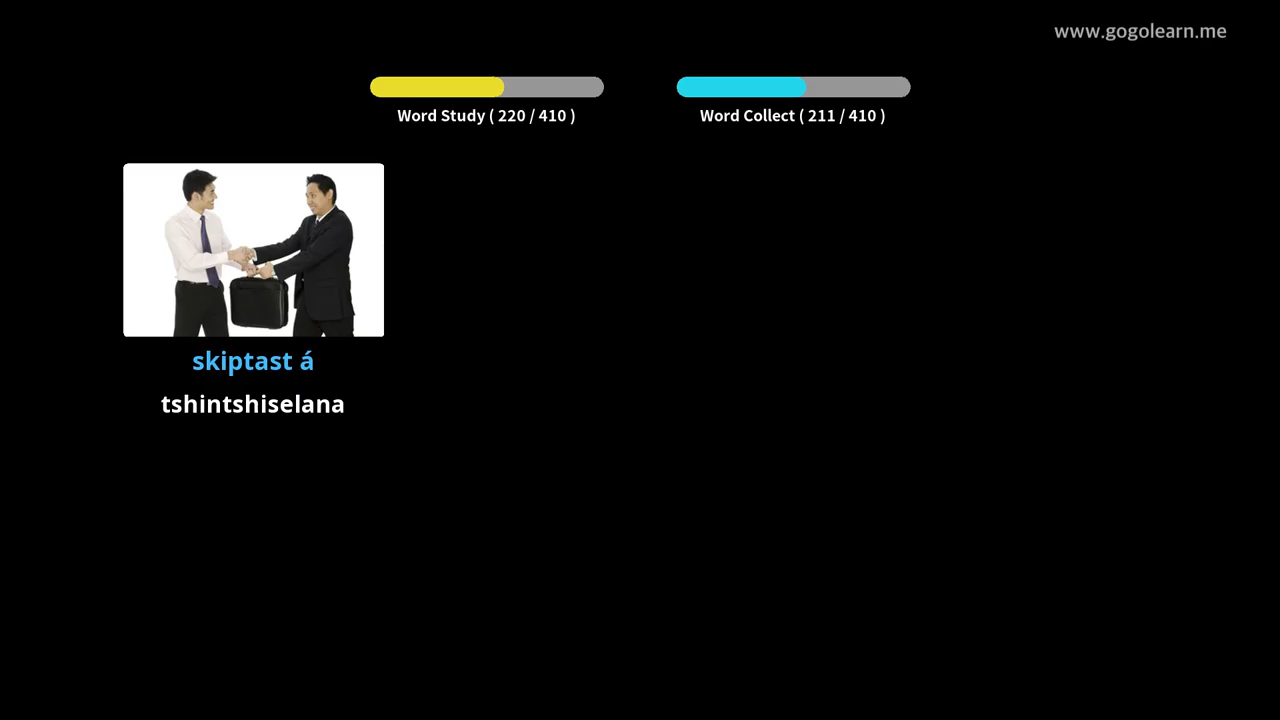 www.gogolearn.me
Word Study ( 220 / 410 )
Word Collect ( 211 / 410 )
skiptast á
tshintshiselana